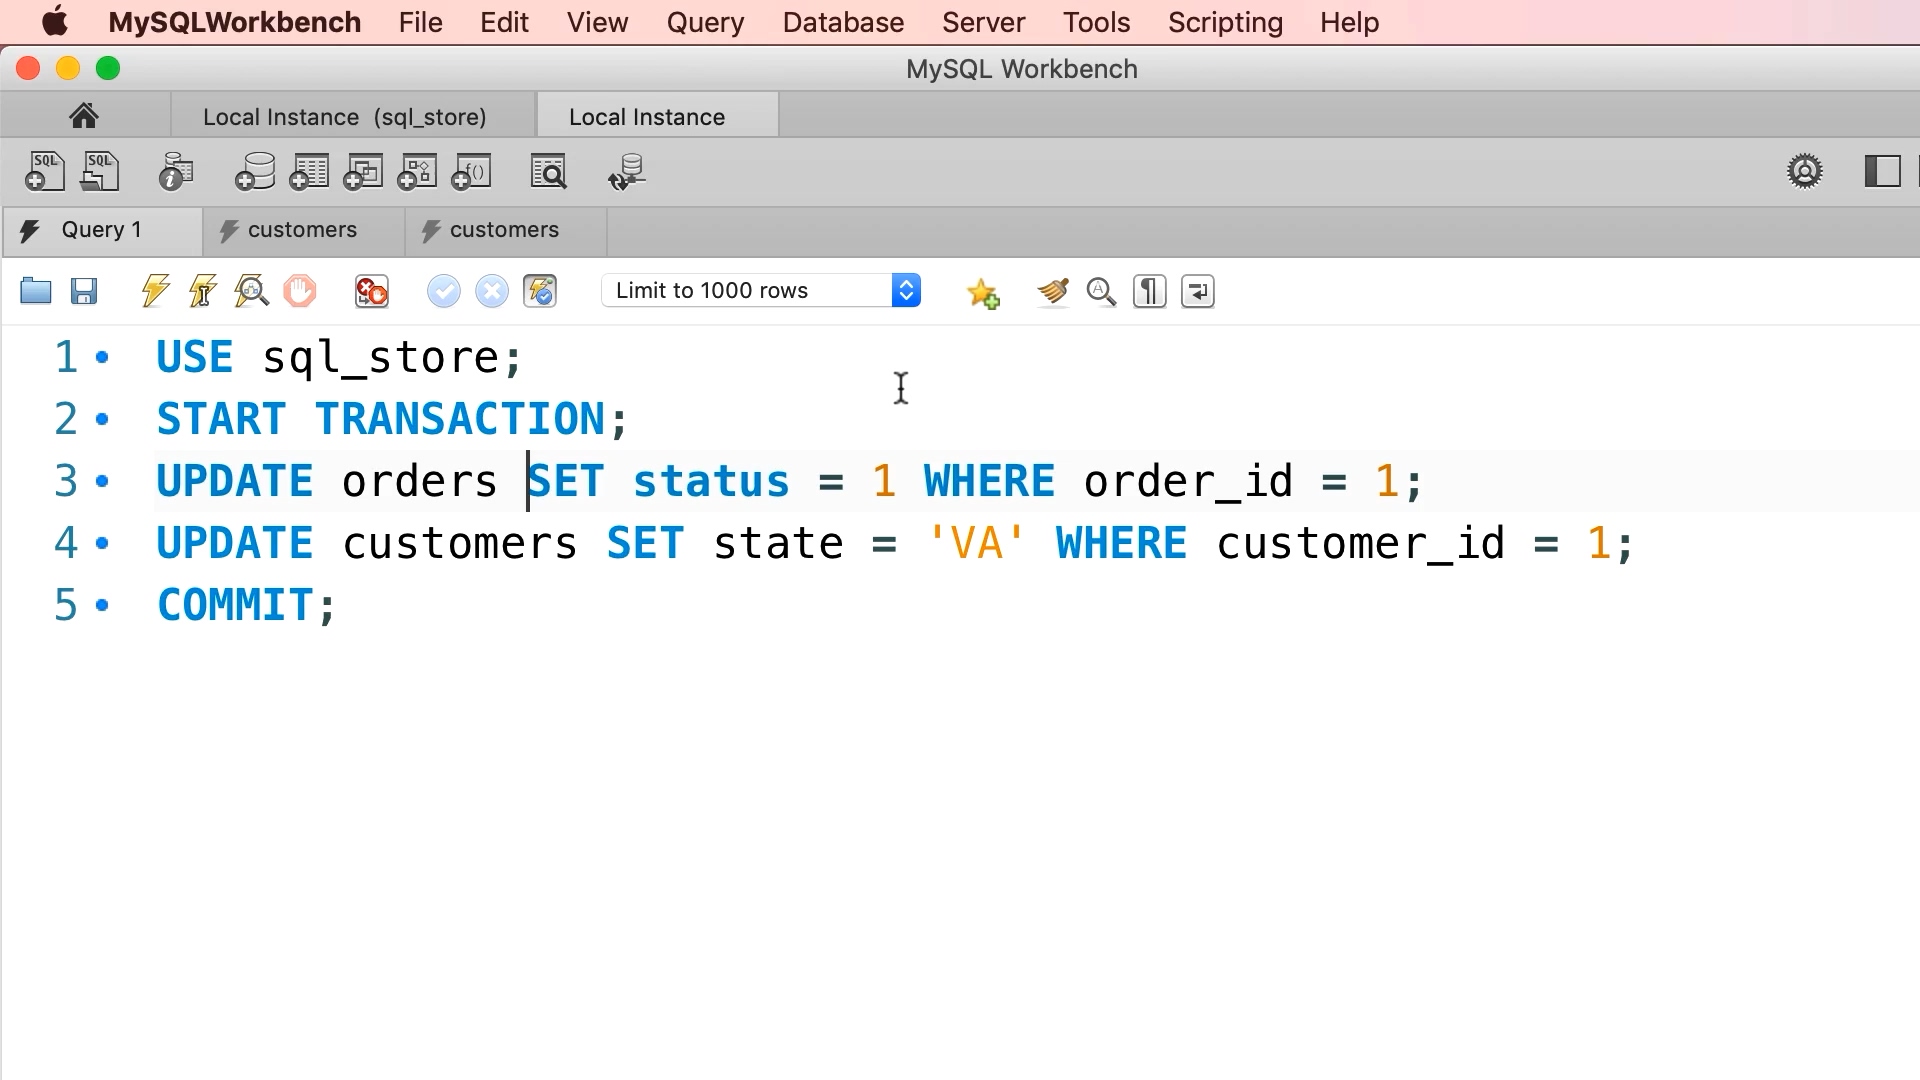 MySQLWorkbench File Edit View Query Database Server Tools Scripting Help
MySQL Workbench
Local Instance (sql_store) Local Instance
SQL SQL f()
Query 1 customers customers
Limit to 1000 rows
1 USE sql_store;
2 START TRANSACTION;
3 UPDATE orders SET status = 1 WHERE order_id = 1;
4 UPDATE customers SET state = 'VA' WHERE customer_id = 1;
5 COMMIT;